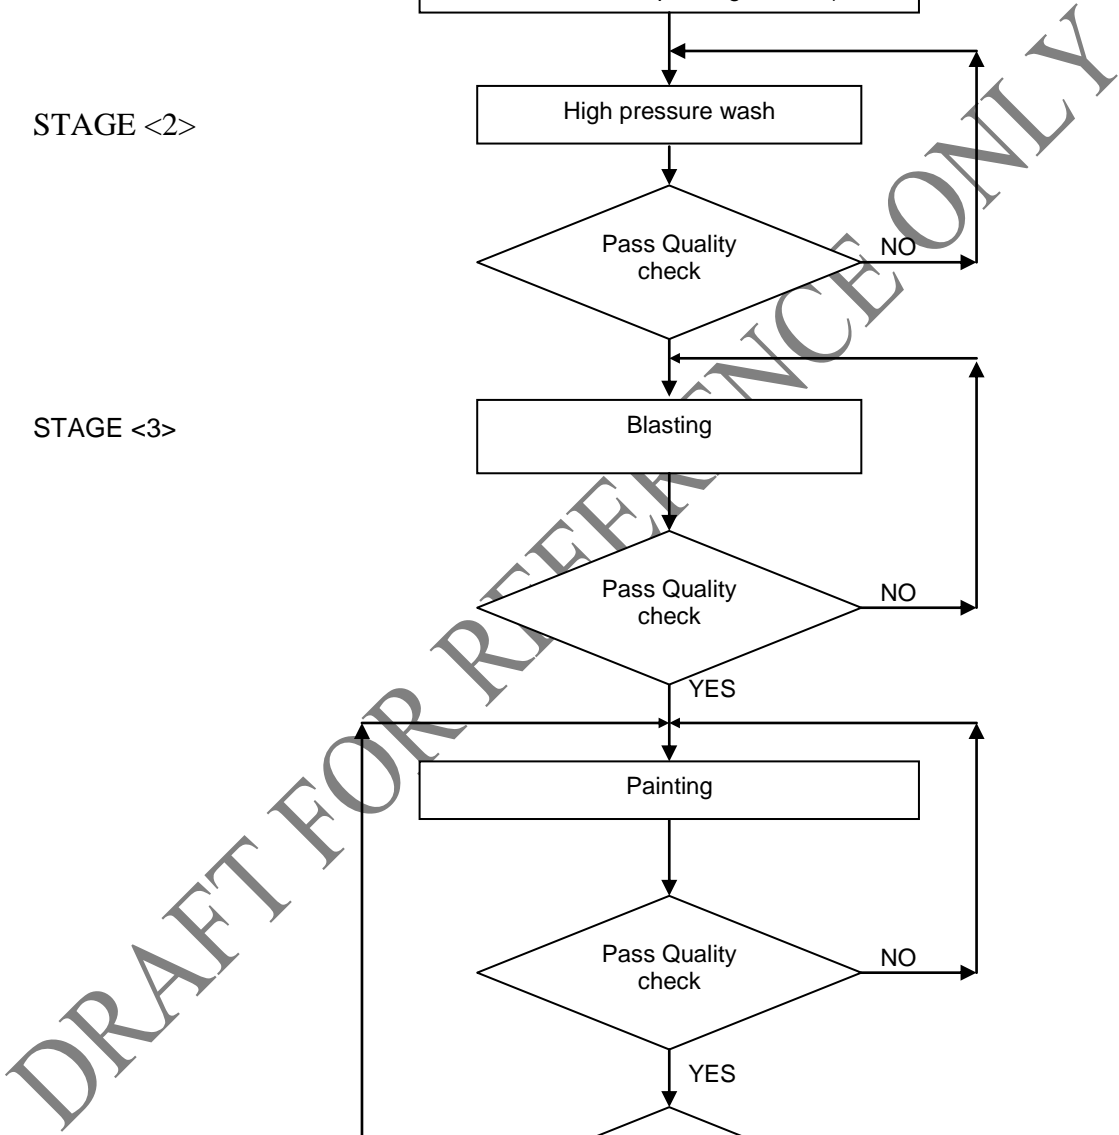 STAGE <2>
High pressure wash
Pass Quality
check
NO
STAGE <3>
Blasting
Pass Quality
check
NO
YES
Painting
Pass Quality
check
NO
YES
DRAFT FOR REFERENCE ONLY